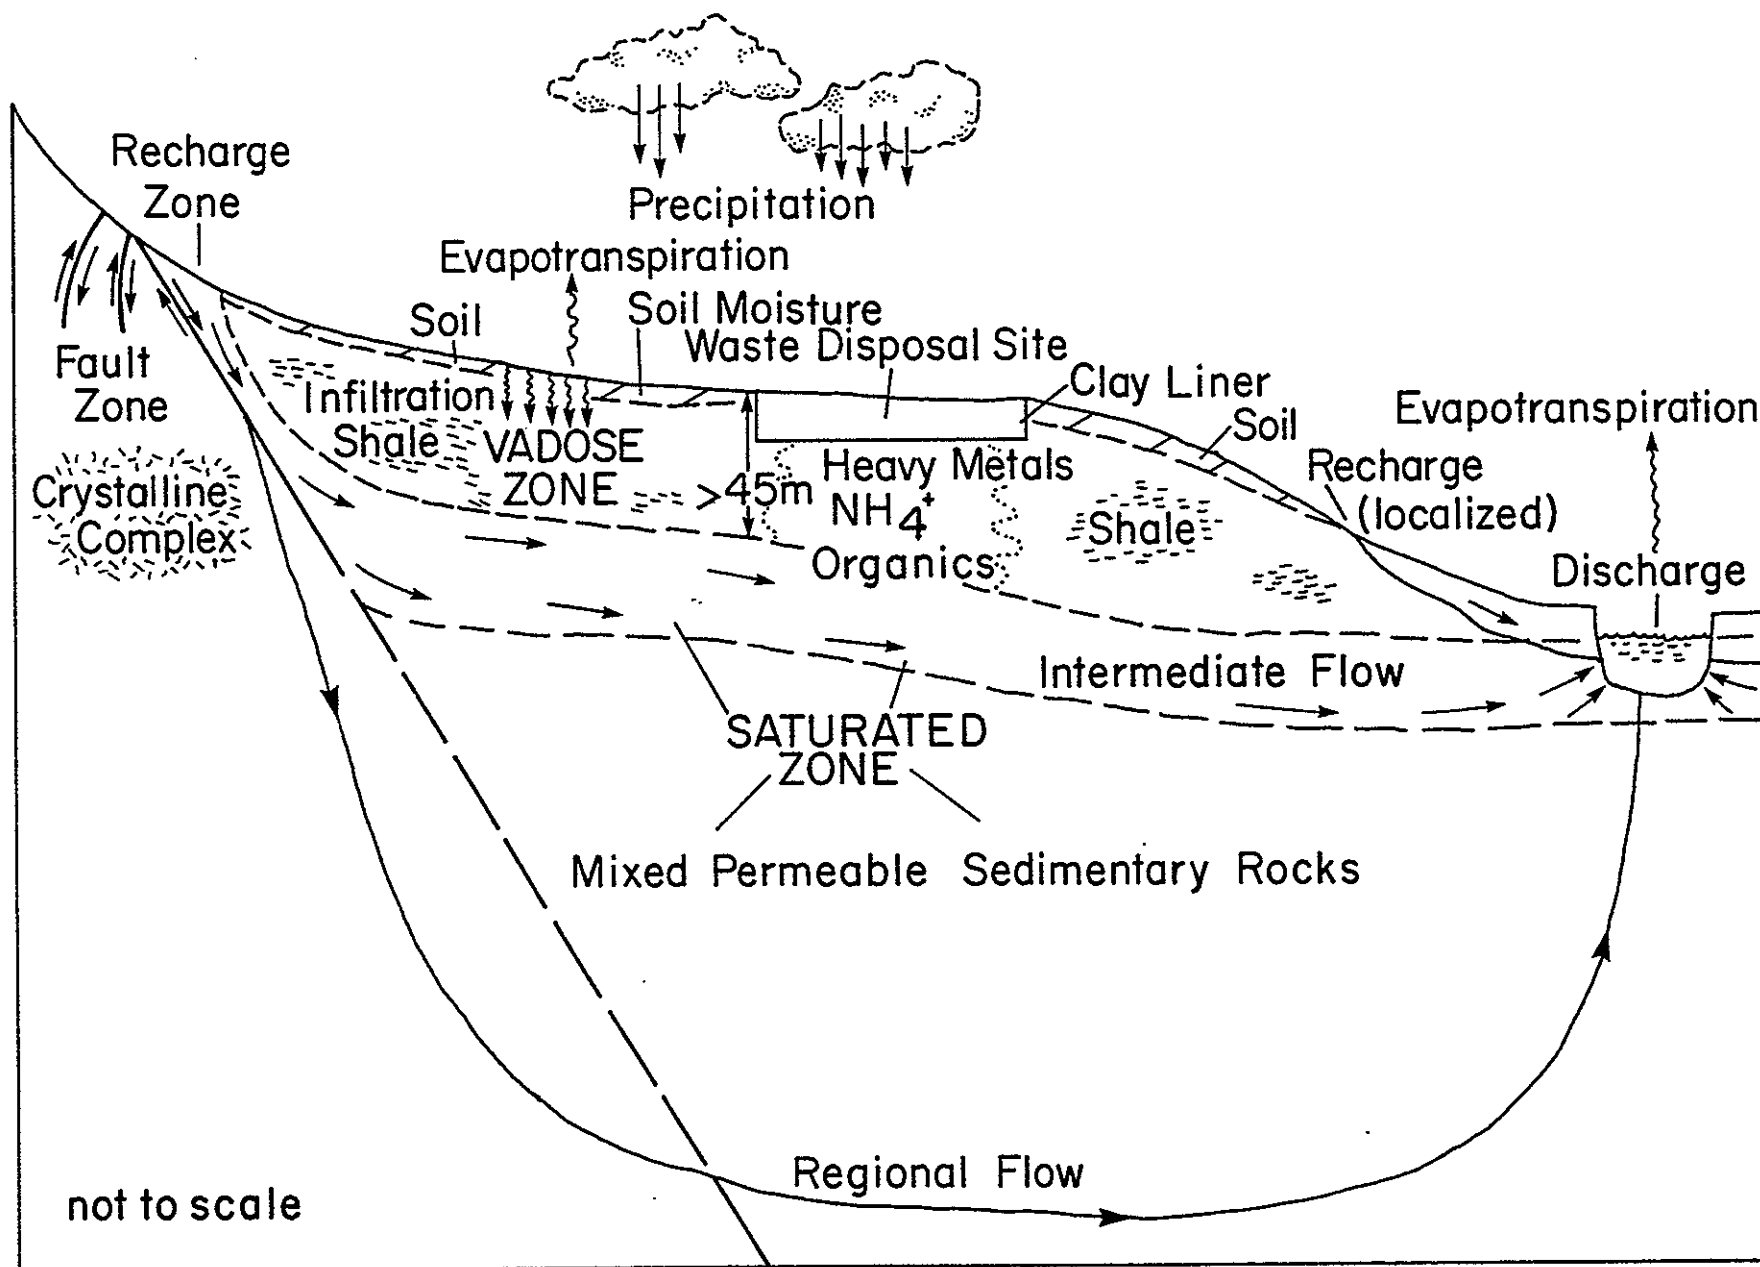 Recharge
Zone
Precipitation
Evapotranspiration
Soil
Soil Moisture
Waste Disposal Site
Clay Liner
Soil
Evapotranspiration
Fault
Zone
Infiltration
Shale
VADOSE
ZONE
>45m
Heavy Metals
NH4+
Organics
Shale
Recharge
(localized)
Discharge
Crystalline
Complex
Intermediate Flow
SATURATED
ZONE
Mixed Permeable Sedimentary Rocks
Regional Flow
not to scale